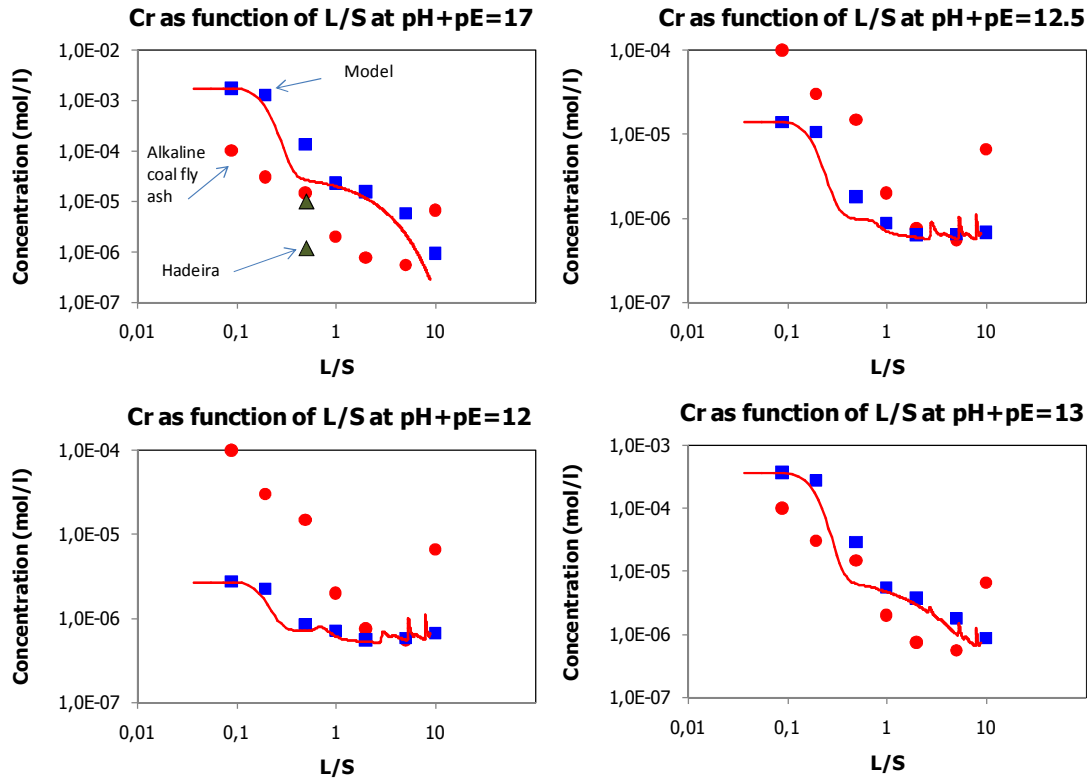 Cr as function of L/S at pH+pE=17
Concentration (mol/l)
1,0E-02
1,0E-03
1,0E-04
1,0E-05
1,0E-06
1,0E-07
Model
Alkaline
coal fly
ash
Hadeira
0,01 0,1 1 10 100
L/S
Cr as function of L/S at pH+pE=12.5
Concentration (mol/l)
1,0E-04
1,0E-05
1,0E-06
1,0E-07
0,01 0,1 1 10
L/S
Cr as function of L/S at pH+pE=12
Concentration (mol/l)
1,0E-04
1,0E-05
1,0E-06
1,0E-07
0,01 0,1 1 10 100
L/S
Cr as function of L/S at pH+pE=13
Concentration (mol/l)
1,0E-03
1,0E-04
1,0E-05
1,0E-06
1,0E-07
0,01 0,1 1 10
L/S